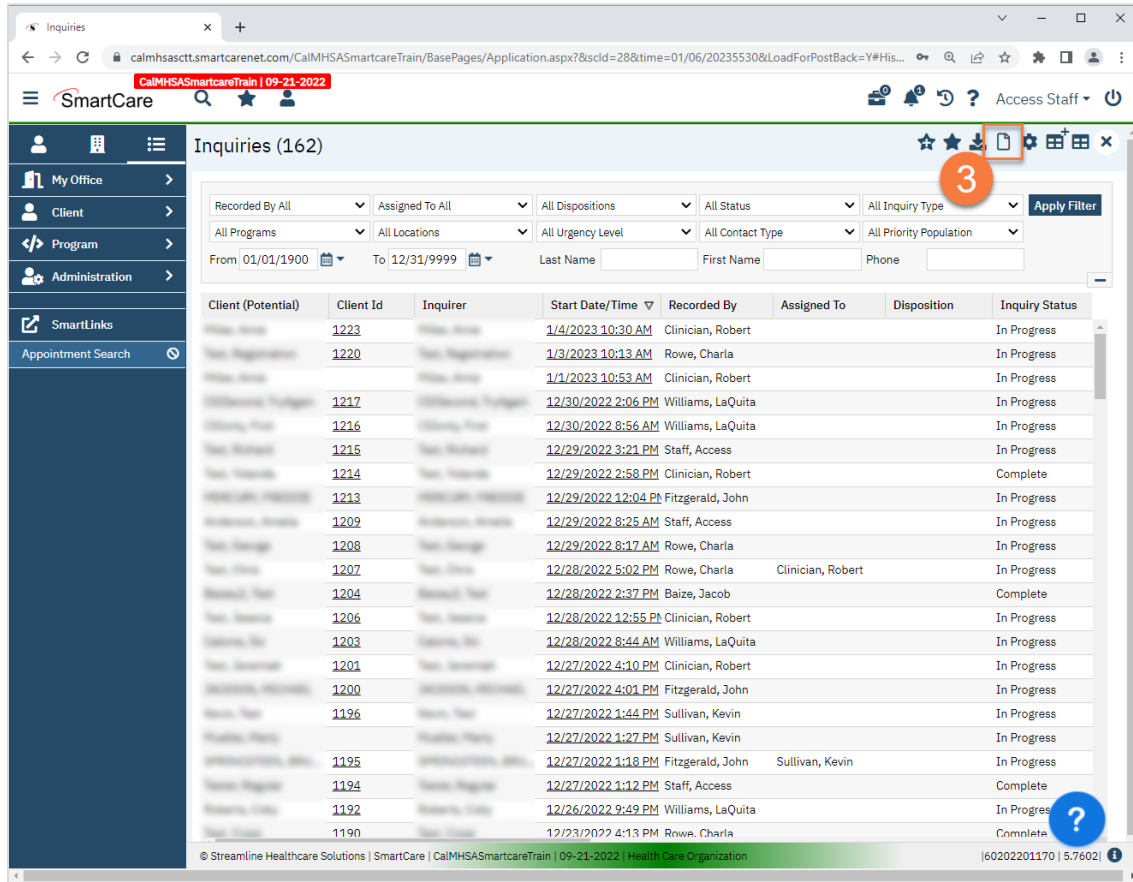 Inquiries
calmhsasctt.smartcarenet.com/CalMHSASmartcareTrain/BasePages/Application.aspx?&scId=28&time=01/06/20235530&LoadForPostBack=Y#His...
CalMHSASmartcareTrain | 09-21-2022
SmartCare
0 1 ? Access Staff
Inquiries (162)
3
My Office
Client
Program
Administration
SmartLinks
Appointment Search
Recorded By All Assigned To All All Dispositions All Status All Inquiry Type Apply Filter
All Programs All Locations All Urgency Level All Contact Type All Priority Population
From 01/01/1900 To 12/31/9999 Last Name First Name Phone
Client (Potential) Client Id Inquirer Start Date/Time Recorded By Assigned To Disposition Inquiry Status
1223 1/4/2023 10:30 AM Clinician, Robert In Progress
1220 1/3/2023 10:13 AM Rowe, Charla In Progress
1/1/2023 10:53 AM Clinician, Robert In Progress
1217 12/30/2022 2:06 PM Williams, LaQuita In Progress
1216 12/30/2022 8:56 AM Williams, LaQuita In Progress
1215 12/29/2022 3:21 PM Staff, Access In Progress
1214 12/29/2022 2:58 PM Clinician, Robert Complete
1213 12/29/2022 12:04 PM Fitzgerald, John In Progress
1209 12/29/2022 8:25 AM Staff, Access In Progress
1208 12/29/2022 8:17 AM Rowe, Charla In Progress
1207 12/28/2022 5:02 PM Rowe, Charla Clinician, Robert In Progress
1204 12/28/2022 2:37 PM Baize, Jacob Complete
1206 12/28/2022 12:55 PM Clinician, Robert In Progress
1203 12/28/2022 8:44 AM Williams, LaQuita In Progress
1201 12/27/2022 4:10 PM Clinician, Robert In Progress
1200 12/27/2022 4:01 PM Fitzgerald, John In Progress
1196 12/27/2022 1:44 PM Sullivan, Kevin In Progress
12/27/2022 1:27 PM Sullivan, Kevin In Progress
1195 12/27/2022 1:18 PM Fitzgerald, John Sullivan, Kevin In Progress
1194 12/27/2022 1:12 PM Staff, Access Complete
1192 12/26/2022 9:49 PM Williams, LaQuita In Progres
1190 12/23/2022 4:13 PM Rowe, Charla Complete
?
© Streamline Healthcare Solutions | SmartCare | CalMHSASmartcareTrain | 09-21-2022 | Health Care Organization |60202201170 | 5.7602|